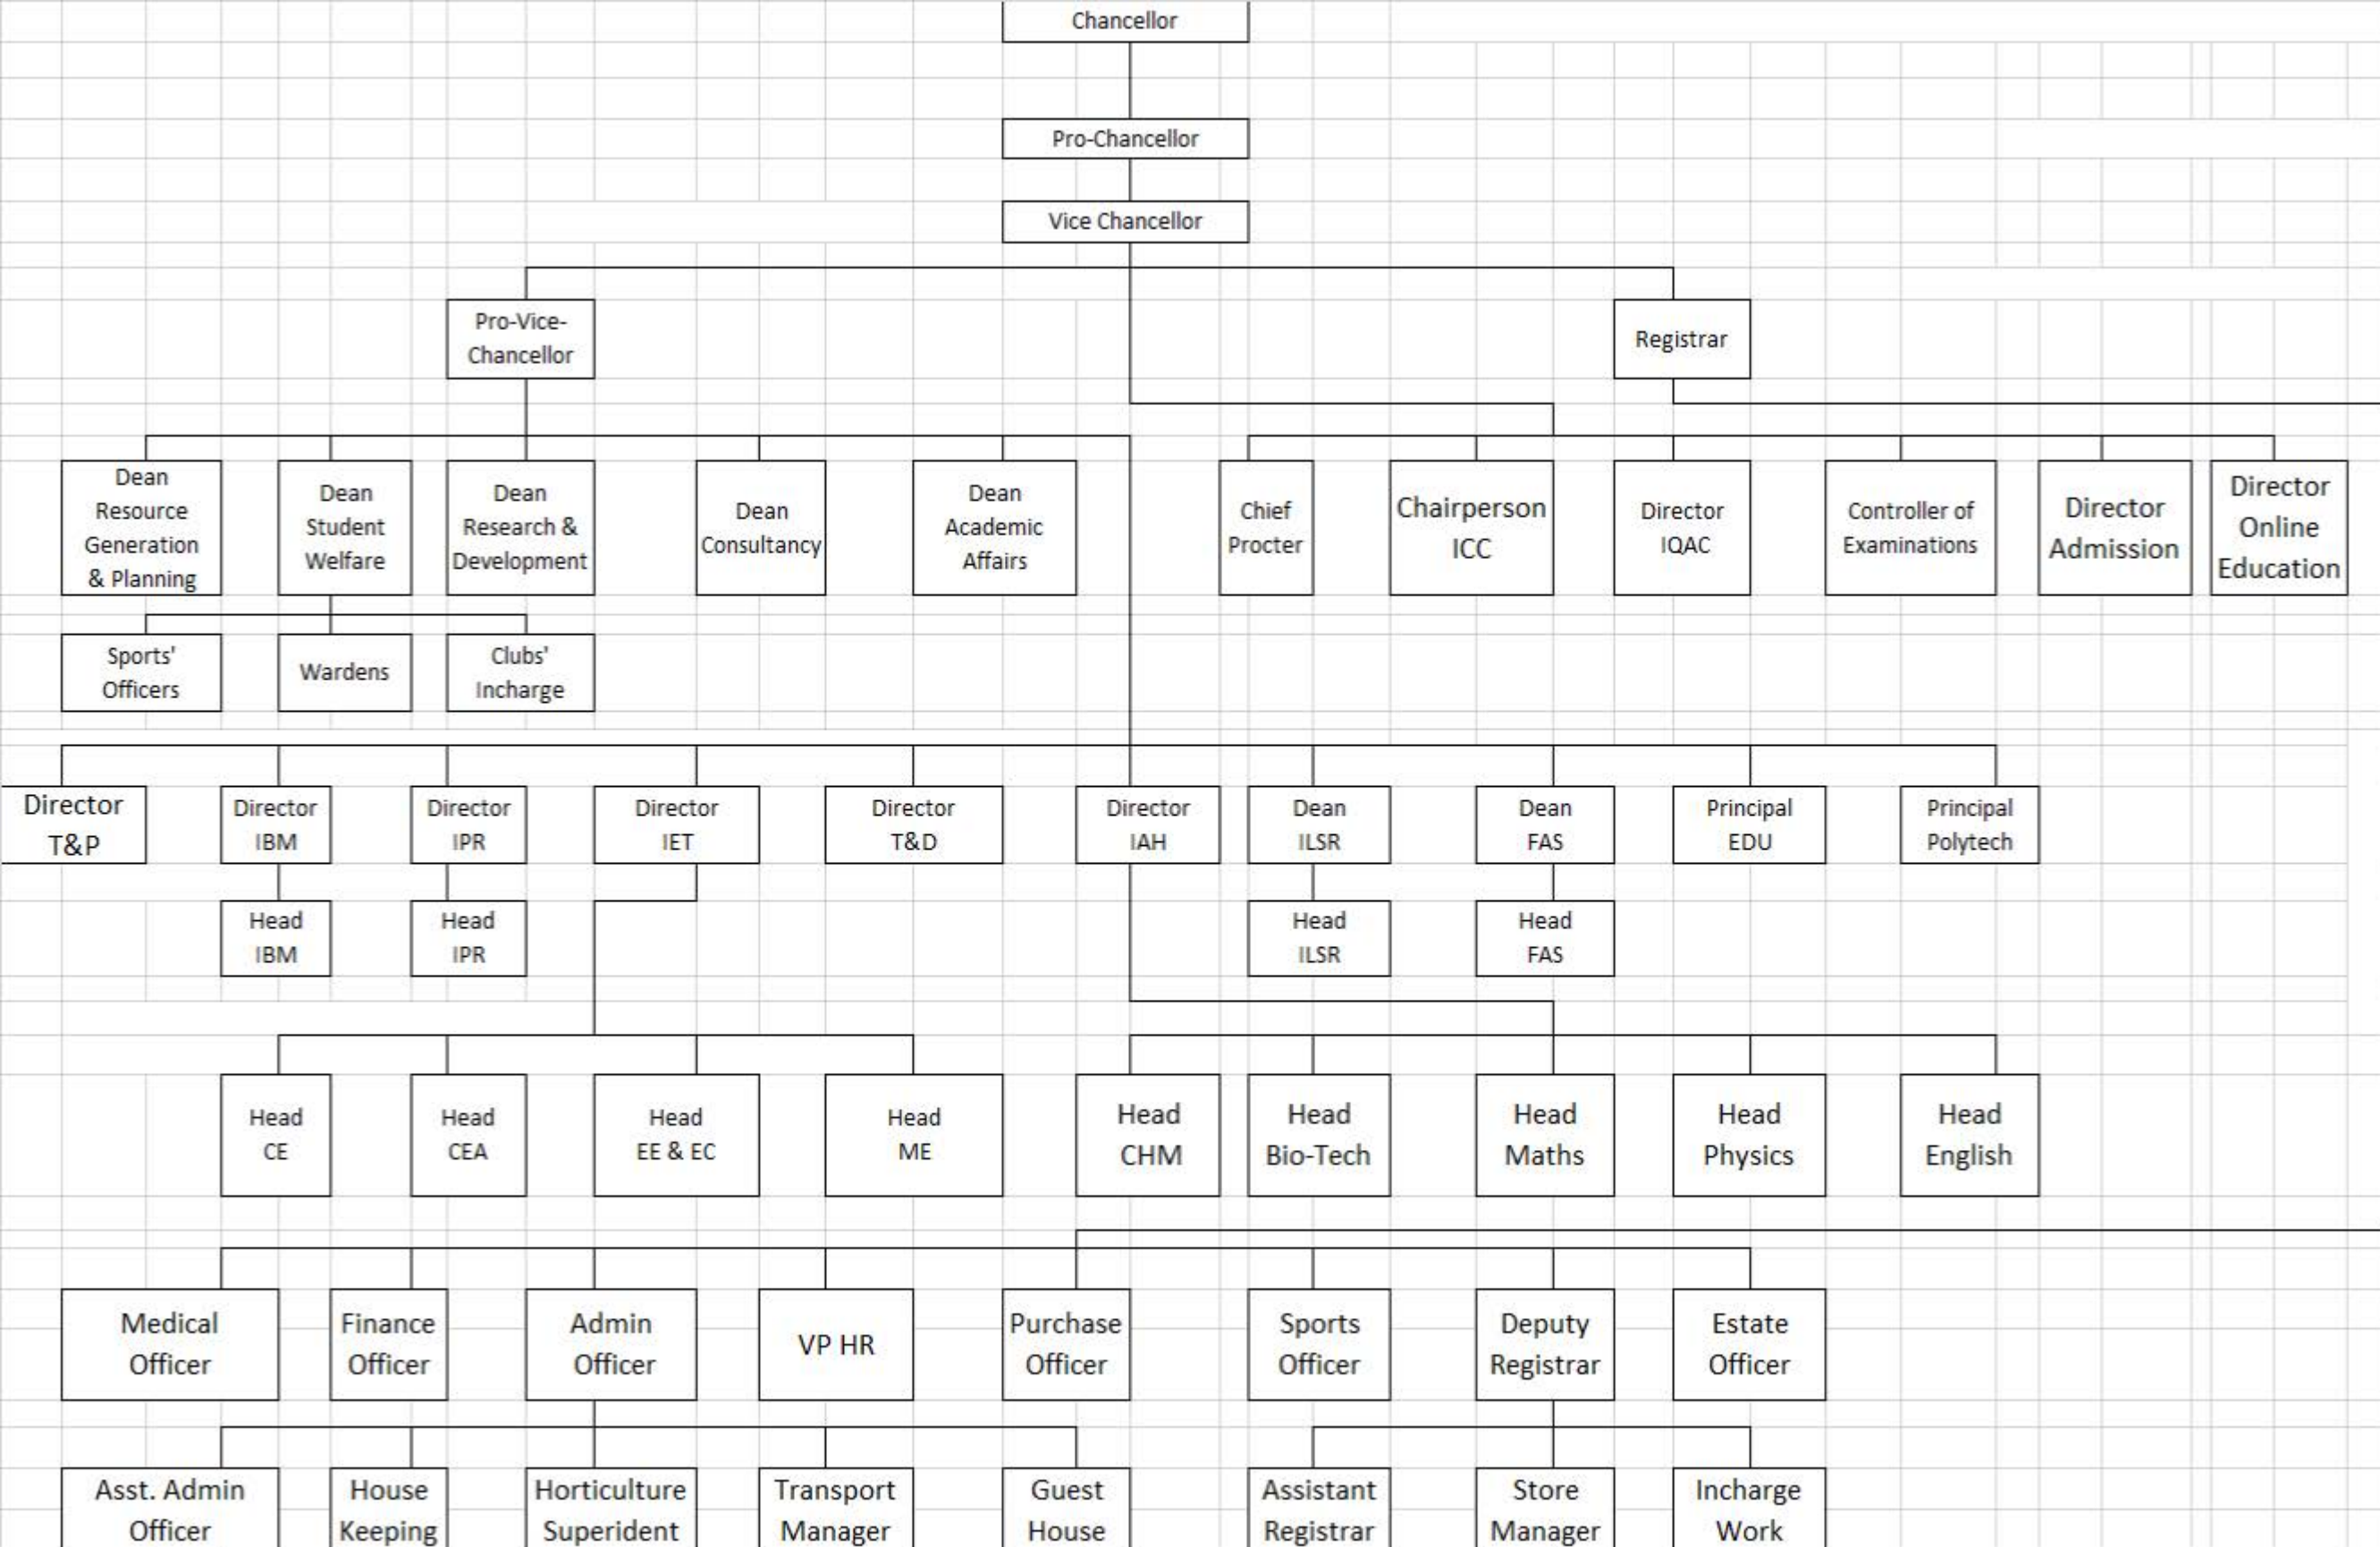 Chancellor
Pro-Chancellor
Vice Chancellor
Pro-Vice-
Chancellor
Registrar
Dean
Resource
Generation
& Planning
Dean
Student
Welfare
Dean
Research &
Development
Dean
Consultancy
Dean
Academic
Affairs
Chief
Procter
Chairperson
ICC
Director
IQAC
Controller of
Examinations
Director
Admission
Director
Online
Education
Sports'
Officers
Wardens
Clubs'
Incharge
Director
T&P
Director
IBM
Director
IPR
Director
IET
Director
T&D
Director
IAH
Dean
ILSR
Dean
FAS
Principal
EDU
Principal
Polytech
Head
IBM
Head
IPR
Head
ILSR
Head
FAS
Head
CE
Head
CEA
Head
EE & EC
Head
ME
Head
CHM
Head
Bio-Tech
Head
Maths
Head
Physics
Head
English
Medical
Officer
Finance
Officer
Admin
Officer
VP HR
Purchase
Officer
Sports
Officer
Deputy
Registrar
Estate
Officer
Asst. Admin
Officer
House
Keeping
Horticulture
Superident
Transport
Manager
Guest
House
Assistant
Registrar
Store
Manager
Incharge
Work